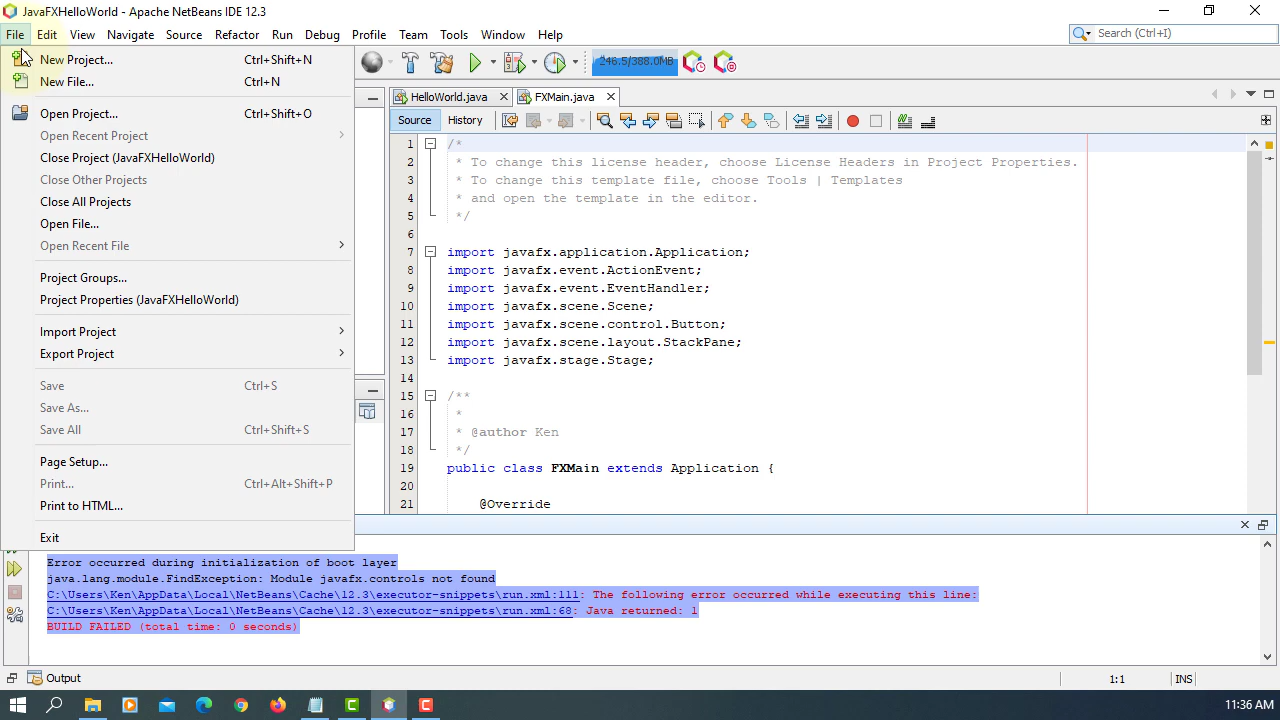 JavaFXHelloWorld - Apache NetBeans IDE 12.3
File Edit View Navigate Source Refactor Run Debug Profile Team Tools Window Help
Search (Ctrl+I)
246.5/388.0MB
New Project... Ctrl+Shift+N
New File... Ctrl+N
Open Project... Ctrl+Shift+O
Open Recent Project
Close Project (JavaFXHelloWorld)
Close Other Projects
Close All Projects
Open File...
Open Recent File
Project Groups...
Project Properties (JavaFXHelloWorld)
Import Project
Export Project
Save Ctrl+S
Save As...
Save All Ctrl+Shift+S
Page Setup...
Print... Ctrl+Alt+Shift+P
Print to HTML...
Exit
HelloWorld.java FXMain.java
Source History
1 /*
2 * To change this license header, choose License Headers in Project Properties.
3 * To change this template file, choose Tools | Templates
4 * and open the template in the editor.
5 */
6
7 import javafx.application.Application;
8 import javafx.event.ActionEvent;
9 import javafx.event.EventHandler;
10 import javafx.scene.Scene;
11 import javafx.scene.control.Button;
12 import javafx.scene.layout.StackPane;
13 import javafx.stage.Stage;
14
15 /**
16 *
17 * @author Ken
18 */
19 public class FXMain extends Application {
20
21 @Override
Error occurred during initialization of boot layer
java.lang.module.FindException: Module javafx.controls not found
C:\Users\Ken\AppData\Local\NetBeans\Cache\12.3\executor-snippets\run.xml:111: The following error occurred while executing this line:
C:\Users\Ken\AppData\Local\NetBeans\Cache\12.3\executor-snippets\run.xml:68: Java returned: 1
BUILD FAILED (total time: 0 seconds)
Output
1:1 INS
11:36 AM